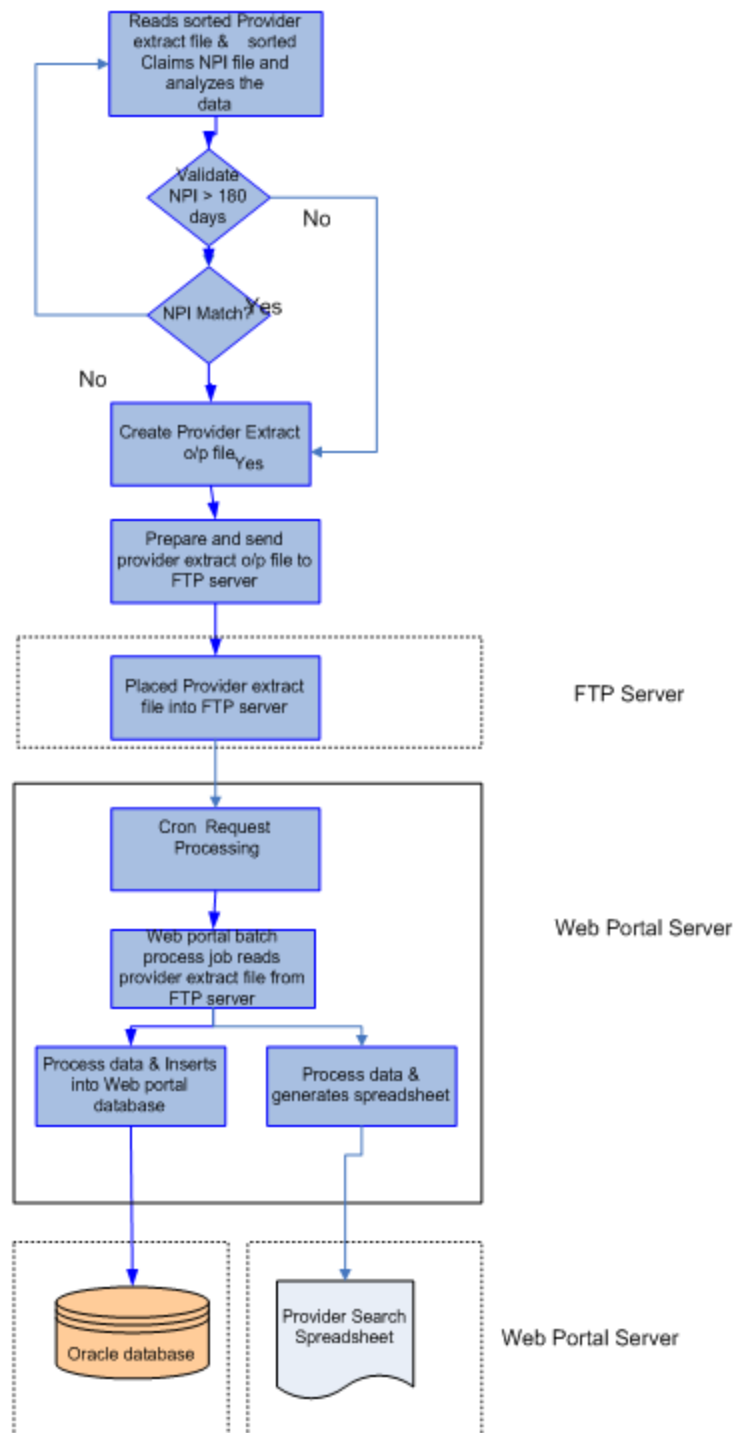 Reads sorted Provider
extract file & sorted
Claims NPI file and
analyzes the
data
Validate
NPI > 180
days
No
NPI Match?
Yes
No
Create Provider Extract
o/p file
Yes
Prepare and send
provider extract o/p file to
FTP server
Placed Provider extract
file into FTP server
FTP Server
Cron Request
Processing
Web Portal Server
Web portal batch
process job reads
provider extract file from
FTP server
Process data & Inserts
into Web portal
database
Process data &
generates spreadsheet
Oracle database
Provider Search
Spreadsheet
Web Portal Server